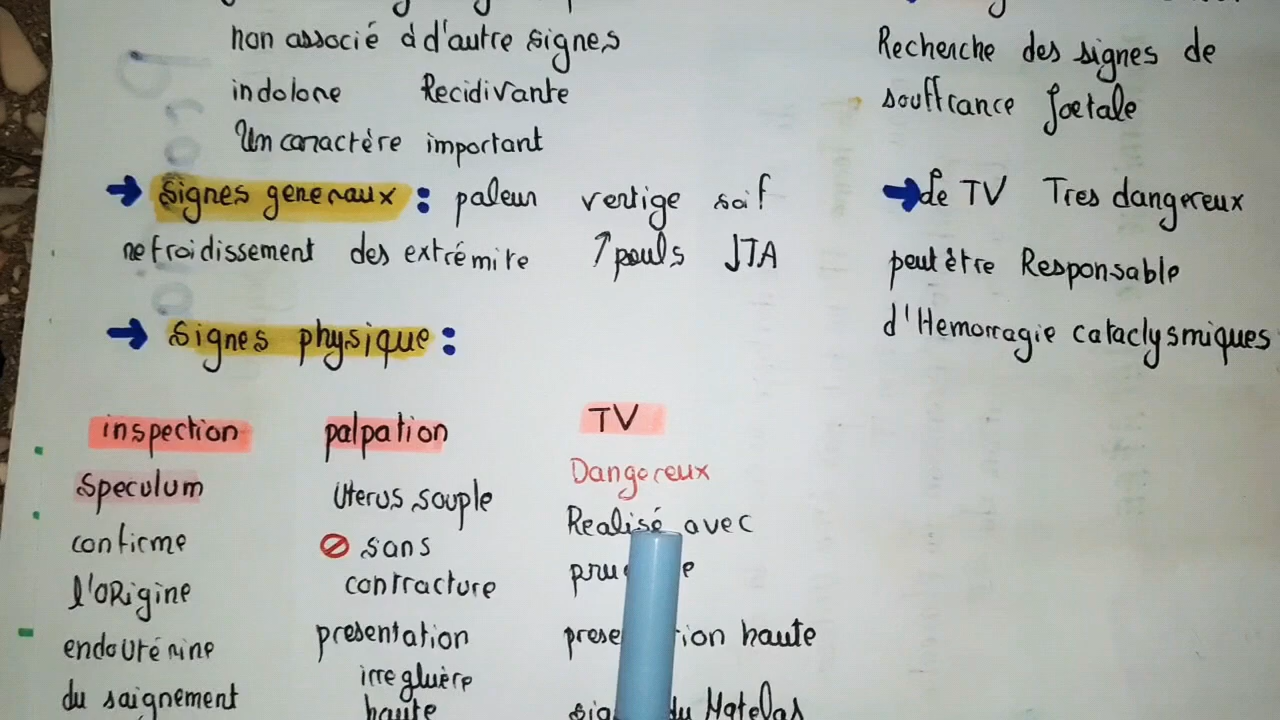 non associé à d'autre signes
indolore Recidivante
Un caractère important
→ Signes generaux : paleur vertige soif
refroidissement des extrémite ↑ pouls ↓TA
→ Signes physique :
inspection
Speculum
confirme
l'ORigine
endoutérine
du saignement
palpation
Uterus souple
sans
contracture
presentation
irregluère
haute
TV
Dangereux
Realisé avec
haute
du Matelas
Recherche des signes de
souffrance foetale
→ le TV Tres dangereux
peut être Responsable
d'Hemorragie cataclysmiques